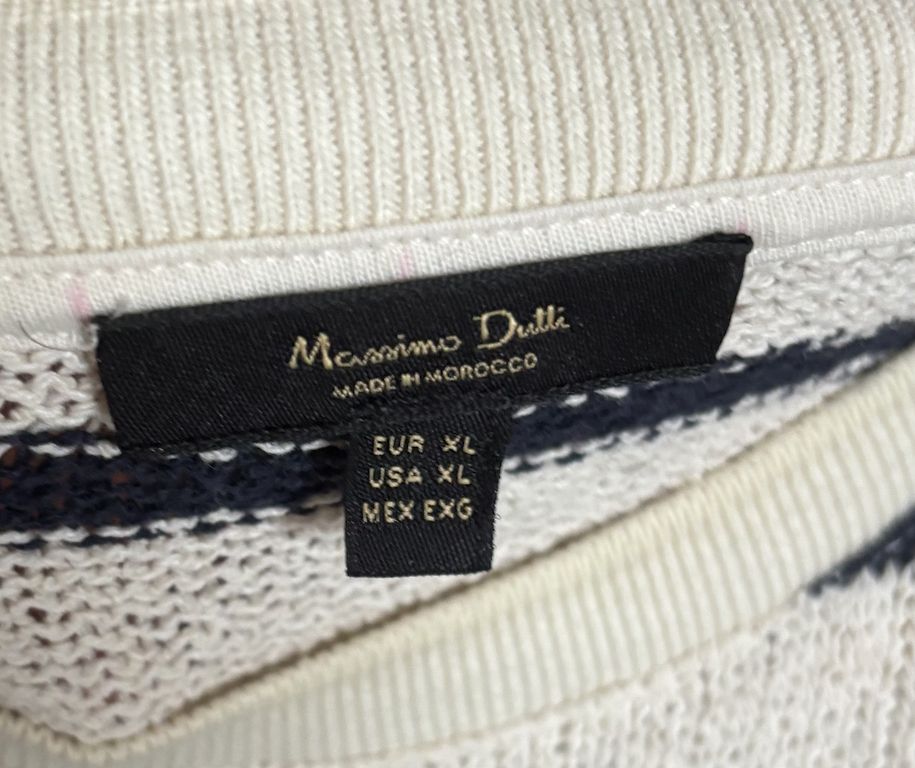 Massimo Dutti
MADE IN MOROCCO
EUR XL
USA XL
MEX EXG